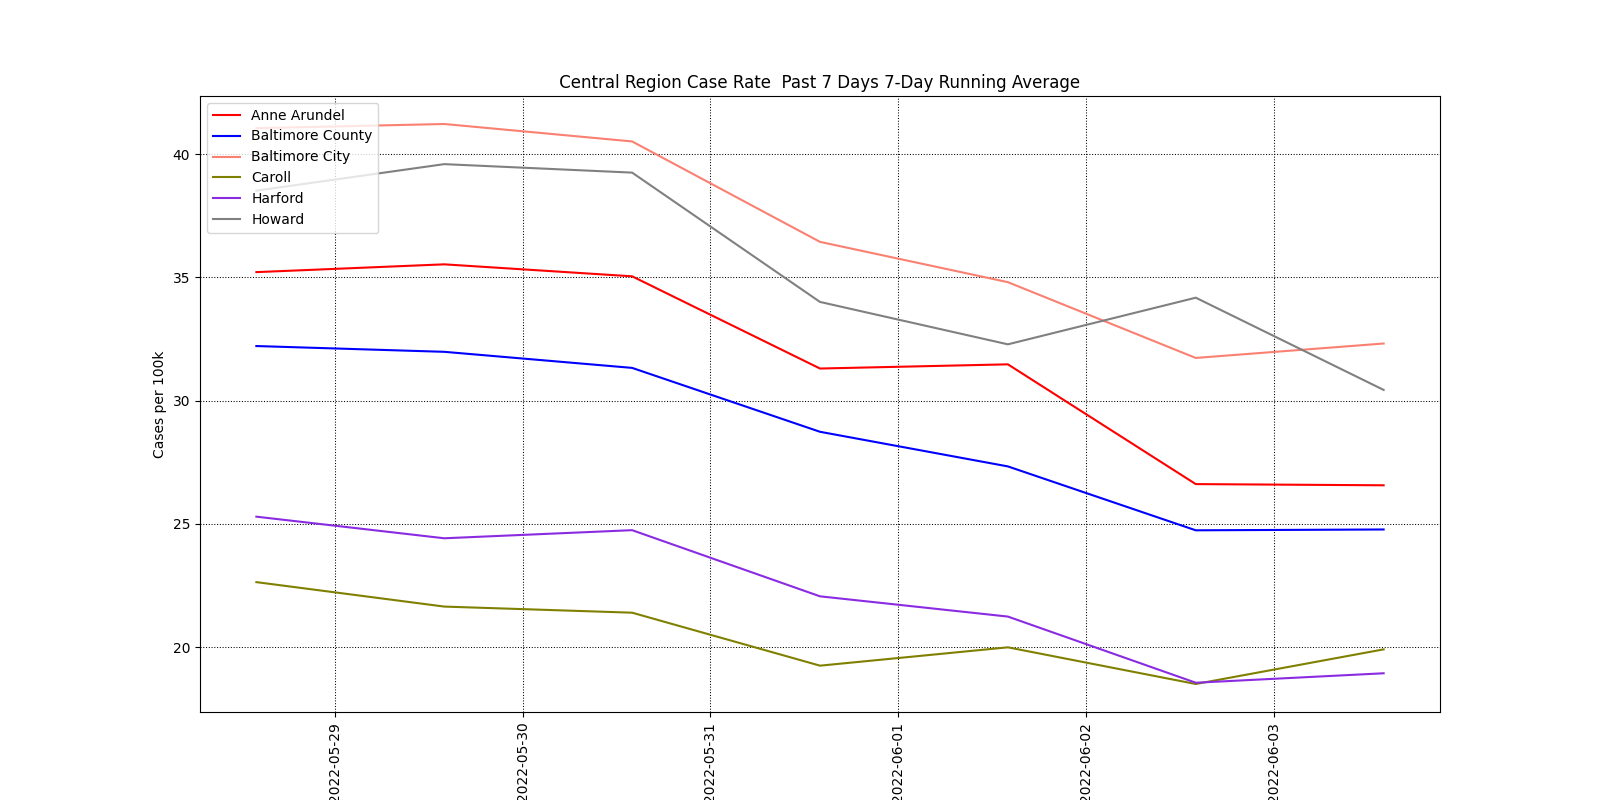 Central Region Case Rate  Past 7 Days 7-Day Running Average
Anne Arundel
Baltimore County
Baltimore City
Caroll
Harford
Howard
Cases per 100k
40
35
30
25
20
2022-05-29
2022-05-30
2022-05-31
2022-06-01
2022-06-02
2022-06-03